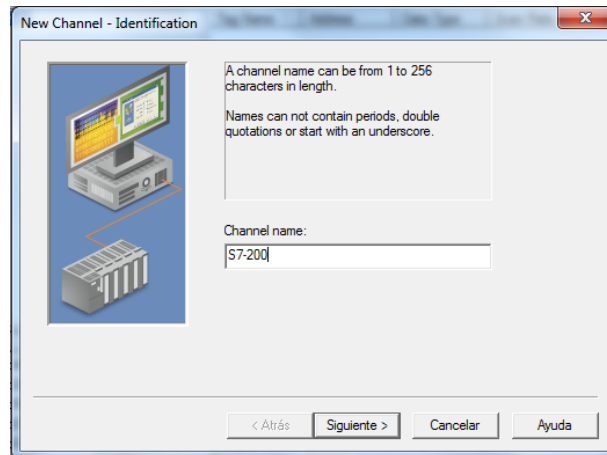 New Channel - Identification
A channel name can be from 1 to 256
characters in length.
Names can not contain periods, double
quotations or start with an underscore.
Channel name:
S7-200
< Atrás Siguiente > Cancelar Ayuda